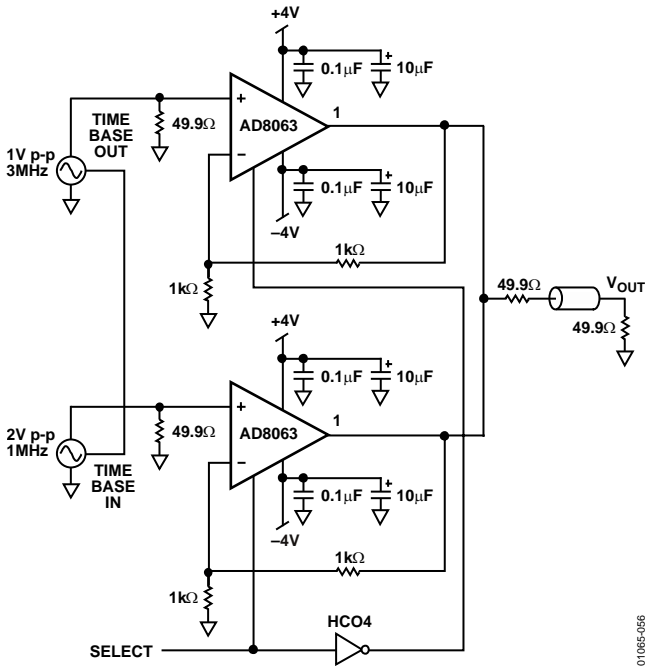 +4V
0.1μF
10μF
+
TIME
BASE
OUT
49.9Ω
+
AD8063
1
1V p-p
3MHz
−
0.1μF
10μF
+
−4V
1kΩ
1kΩ
49.9Ω
VOUT
49.9Ω
+4V
0.1μF
10μF
+
+
49.9Ω
AD8063
1
2V p-p
1MHz
TIME
BASE
IN
−
0.1μF
10μF
+
−4V
1kΩ
1kΩ
HCO4
SELECT
01065-056